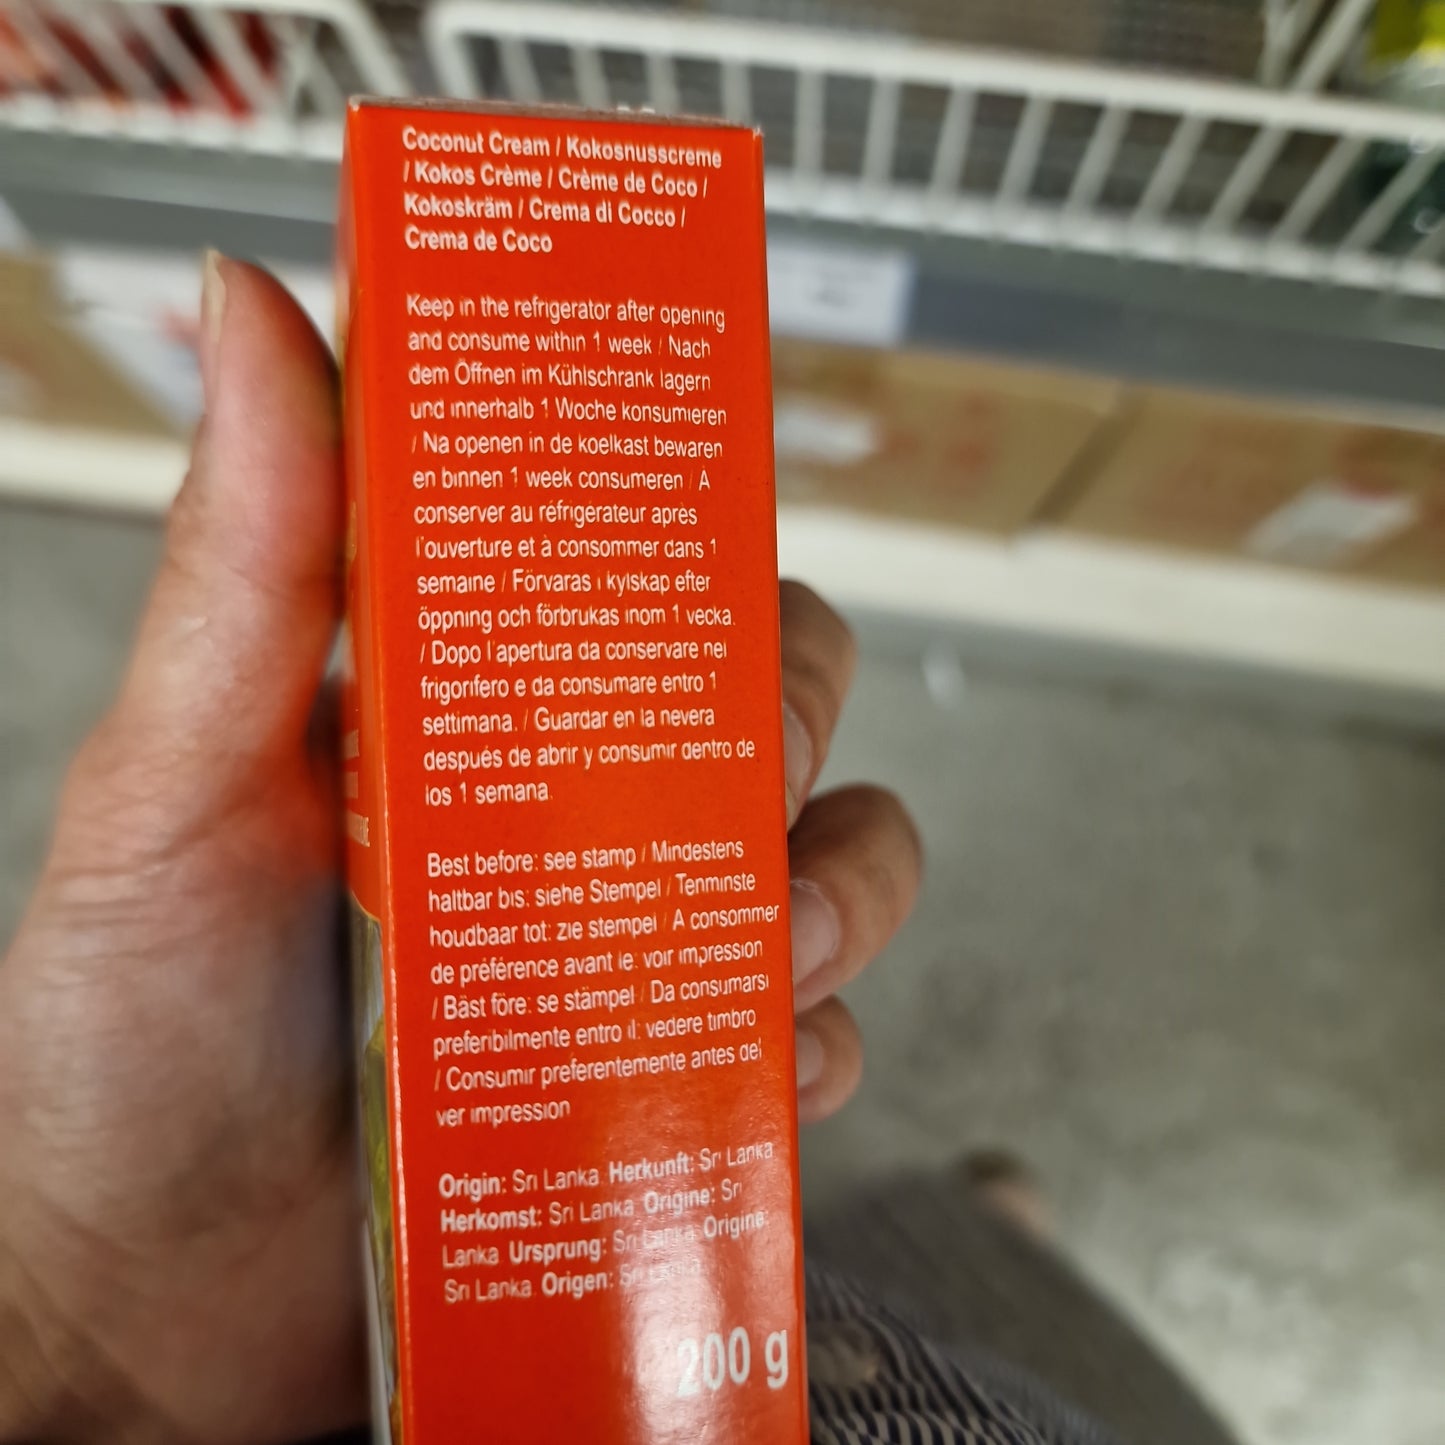 Coconut Cream / Kokosnusscreme
/ Kokos Crème / Crème de Coco /
Kokoskräm / Crema di Cocco /
Crema de Coco
Keep in the refrigerator after opening
and consume within 1 week / Nach
dem Öffnen im Kühlschrank lagern
und innerhalb 1 Woche konsumieren
/ Na openen in de koelkast bewaren
en binnen 1 week consumeren / À
conserver au réfrigérateur après
l'ouverture et à consommer dans 1
semaine / Förvaras i kylskap efter
öppning och förbrukas inom 1 vecka.
/ Dopo l'apertura da conservare nel
frigorifero e da consumare entro 1
settimana. / Guardar en la nevera
después de abrir y consumir dentro de
los 1 semana.
Best before: see stamp / Mindestens
haltbar bis: siehe Stempel / Tenminste
houdbaar tot: zie stempel / A consommer
de préférence avant le: voir impression
/ Bäst före: se stämpel / Da consumarsi
preferibilmente entro il: vedere timbro
/ Consumir preferentemente antes del
ver impression
Origin: Sri Lanka Herkunft: Sri Lanka
Herkomst: Sri Lanka Origine: Sri
Lanka Ursprung: Sri Lanka Origine:
Sri Lanka Origen: Sri Lanka
200 g